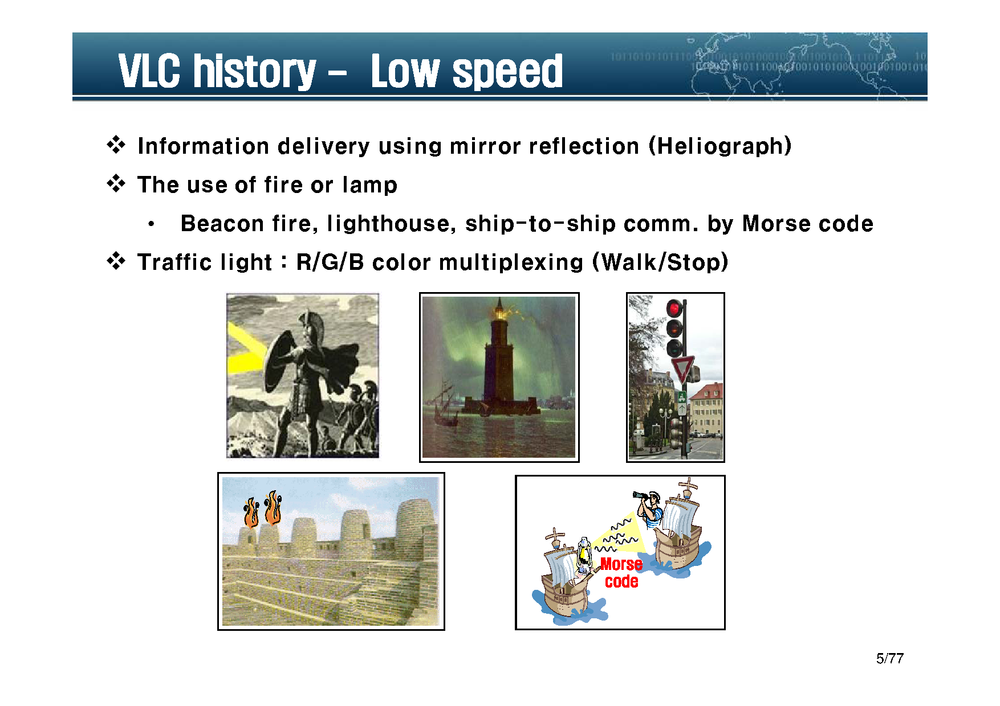 VLC history – Low speed
❖ Information delivery using mirror reflection (Heliograph)
❖ The use of fire or lamp
• Beacon fire, lighthouse, ship-to-ship comm. by Morse code
❖ Traffic light : R/G/B color multiplexing (Walk/Stop)
Morse
code
5/77